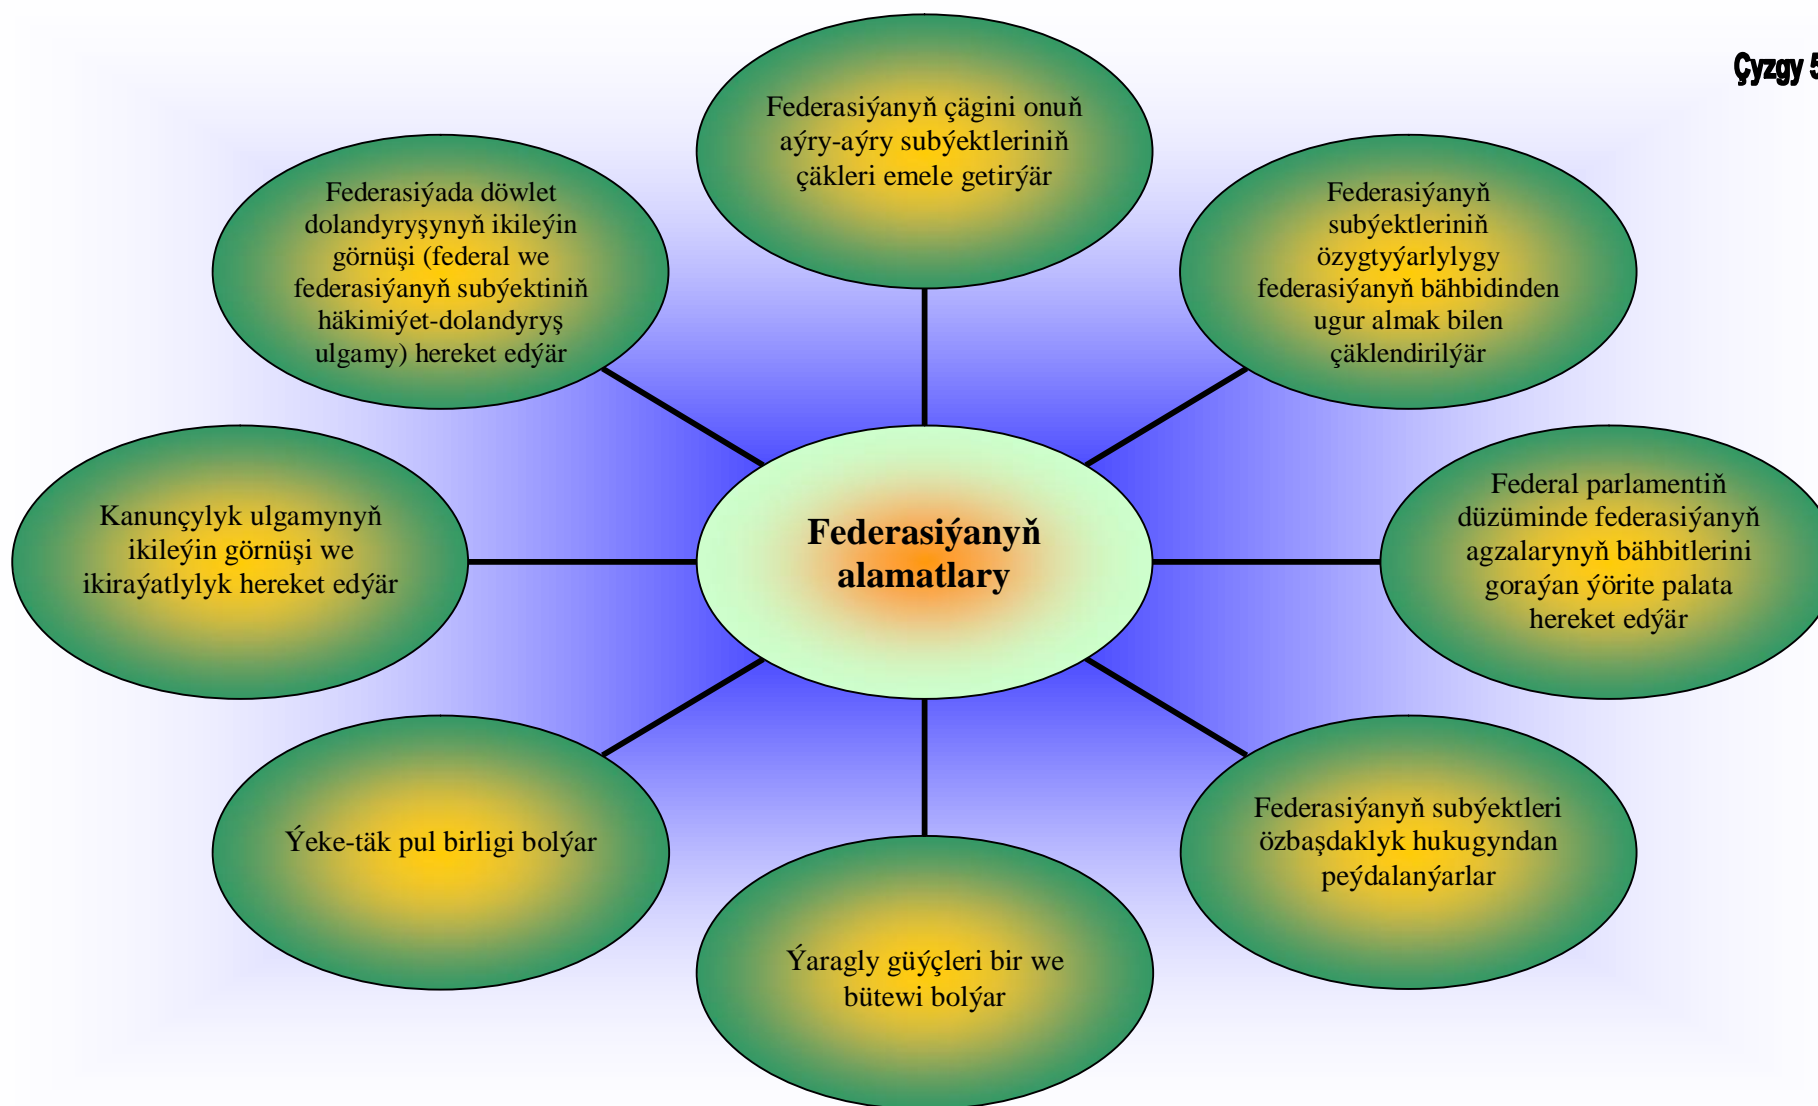 Çyzgy 5
Federasiýanyň çägini onuň
aýry-aýry subýektleriniň
çäkleri emele getirýär
Federasiýanyň
subýektleriniň
özygtyýarlylygy
federasiýanyň bähbidinden
ugur almak bilen
çäklendirilýär
Federal parlamentiň
düzüminde federasiýanyň
agzalarynyň bähbitlerini
goraýan ýörite palata
hereket edýär
Federasiýanyň subýektleri
özbaşdaklyk hukugyndan
peýdalanýarlar
Ýaragly güýçleri bir we
bütewi bolýar
Ýeke-täk pul birligi bolýar
Kanunçylyk ulgamynyň
ikileýin görnüşi we
ikiraýatlylyk hereket edýär
Federasiýada döwlet
dolandyryşynyň ikileýin
görnüşi (federal we
federasiýanyň subýektiniň
häkimiýet-dolandyryş
ulgamy) hereket edýär
Federasiýanyň
alamatlary